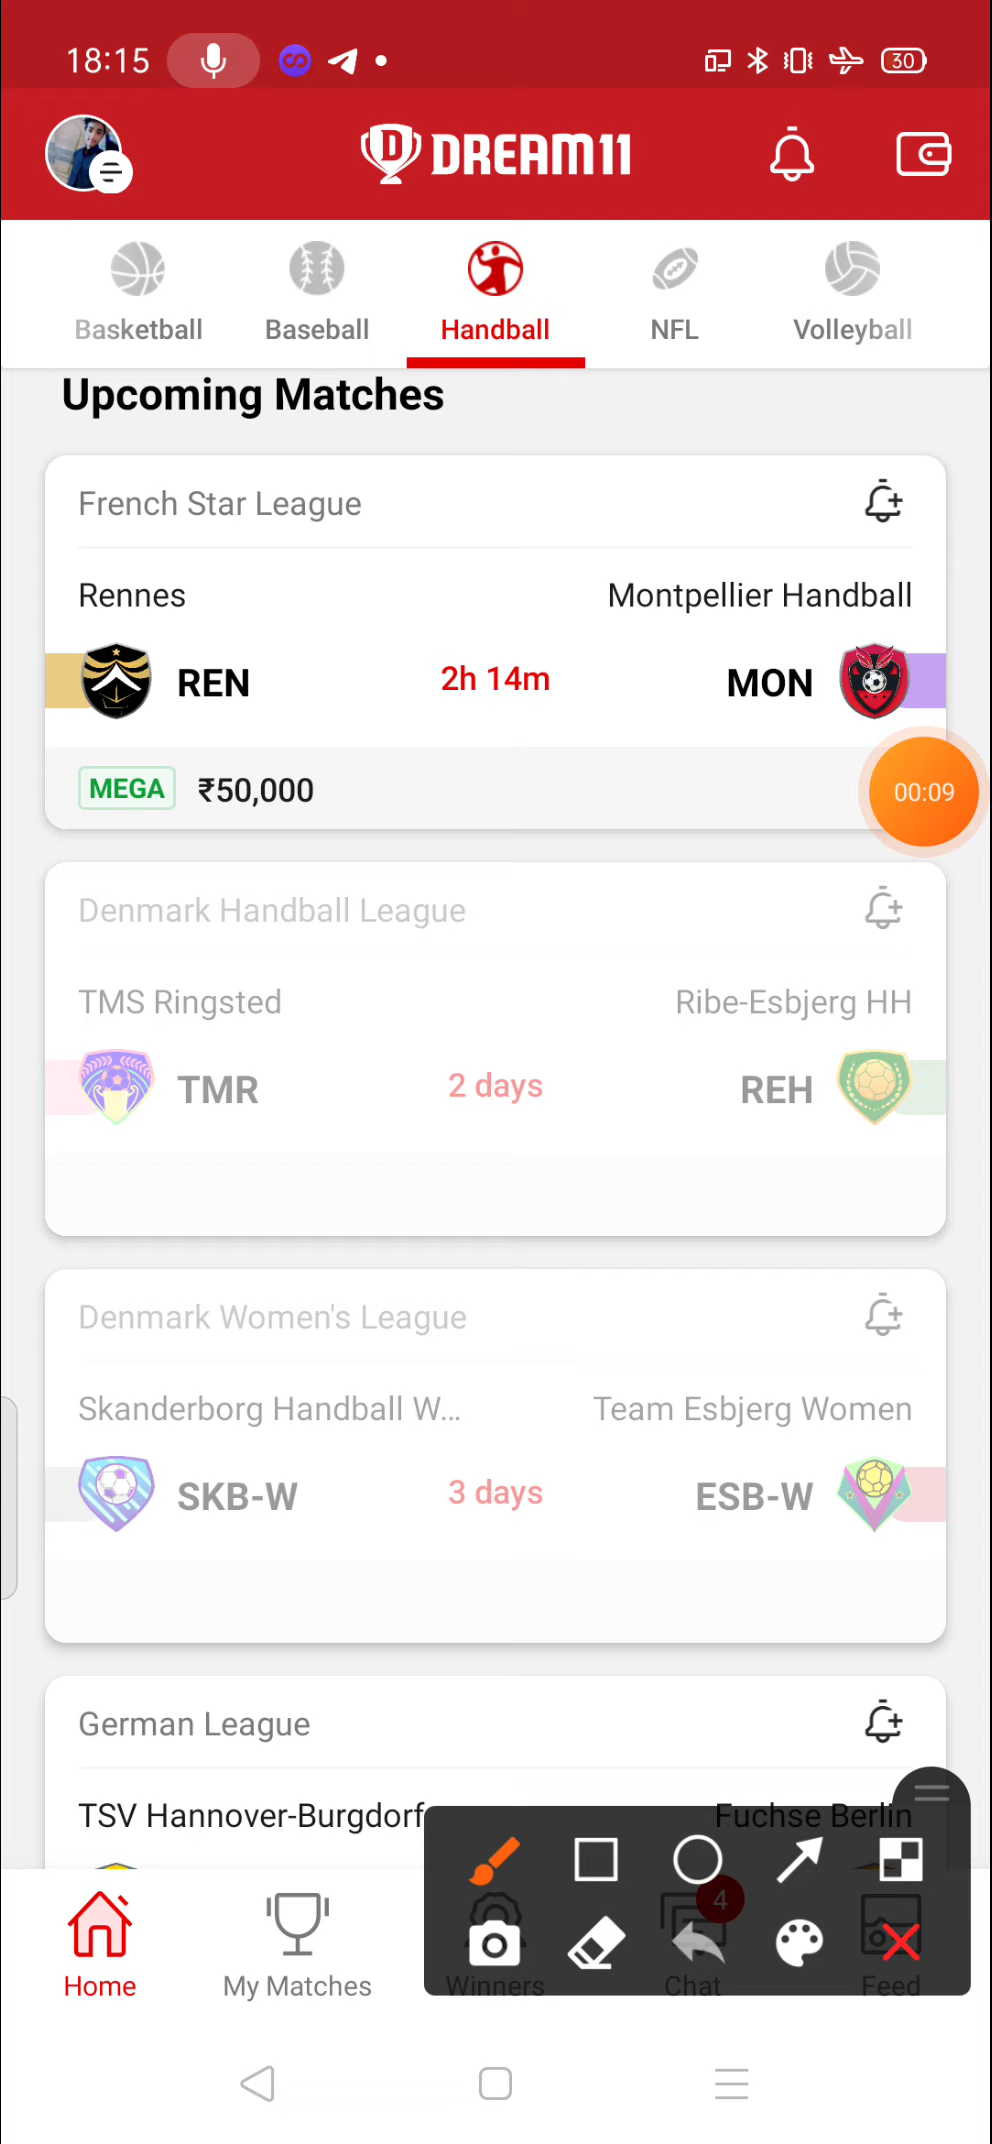 18:15
30
DREAM11
Basketball Baseball Handball NFL Volleyball
Upcoming Matches
French Star League
Rennes Montpellier Handball
REN 2h 14m MON
MEGA ₹50,000
00:09
Denmark Handball League
TMS Ringsted Ribe-Esbjerg HH
TMR 2 days REH
Denmark Women's League
Skanderborg Handball W... Team Esbjerg Women
SKB-W 3 days ESB-W
German League
TSV Hannover-Burgdorf Fuchse Berlin
4
Home My Matches Winners Chat Feed